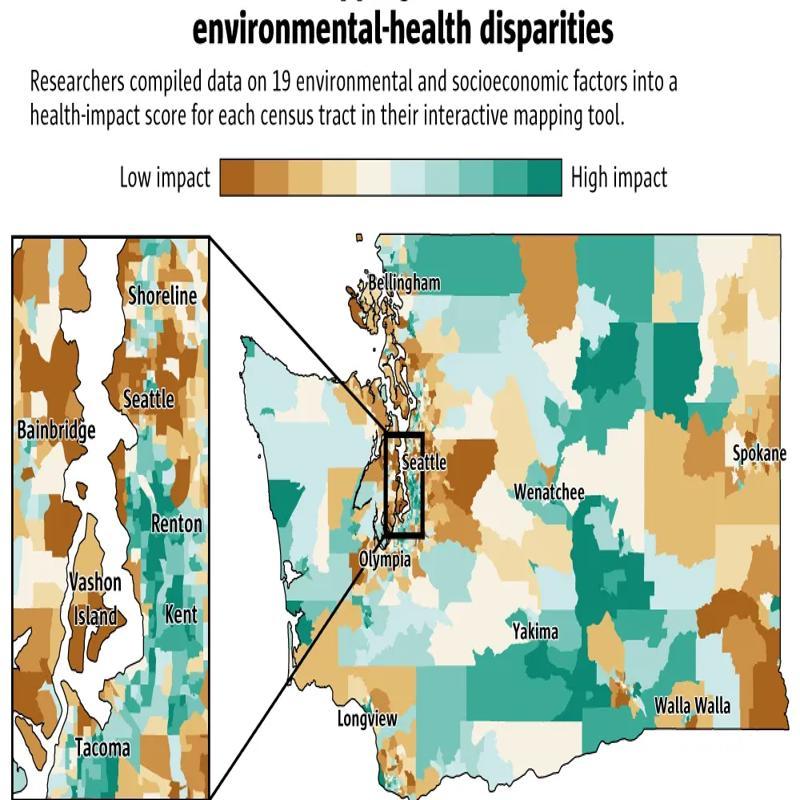 environmental-health disparities
Researchers compiled data on 19 environmental and socioeconomic factors into a
health-impact score for each census tract in their interactive mapping tool.
Low impact
High impact
Shoreline
Seattle
Bainbridge
Renton
Vashon
Island
Kent
Tacoma
Bellingham
Seattle
Spokane
Wenatchee
Olympia
Yakima
Longview
Walla Walla